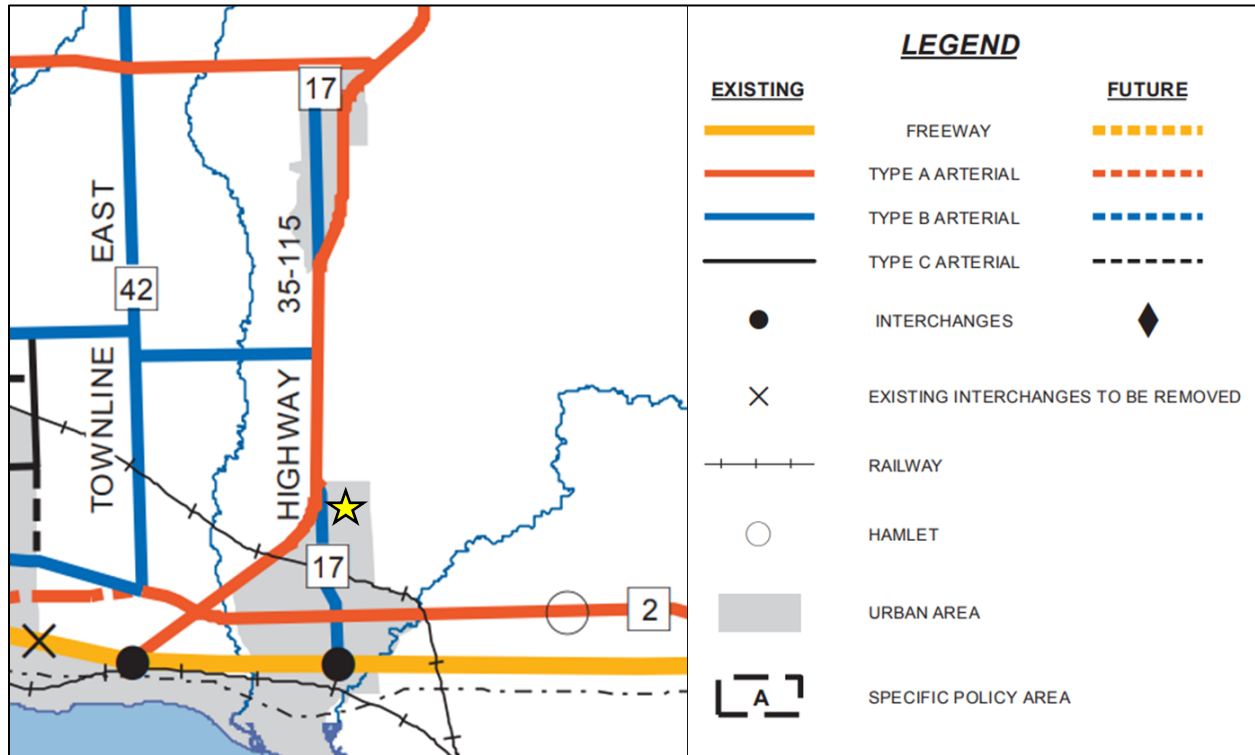 17
EAST
35-115
42
TOWNLINE
HIGHWAY
17
2
LEGEND
EXISTING
FUTURE
FREEWAY
TYPE A ARTERIAL
TYPE B ARTERIAL
TYPE C ARTERIAL
INTERCHANGES
EXISTING INTERCHANGES TO BE REMOVED
RAILWAY
HAMLET
URBAN AREA
A
SPECIFIC POLICY AREA